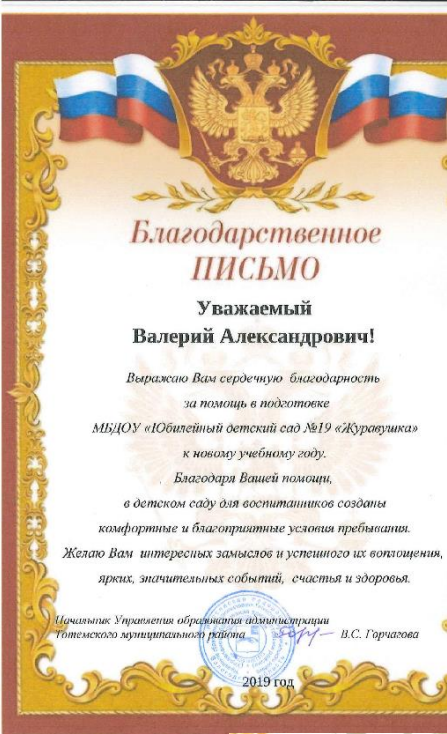 Благодарственное
ПИСЬМО
Уважаемый
Валерий Александрович!
Выражаю Вам сердечную благодарность
за помощь в подготовке
МБДОУ «Юбилейный детский сад №19 «Журавушка»
к новому учебному году.
Благодаря Вашей помощи,
в детском саду для воспитанников созданы
комфортные и благоприятные условия пребывания.
Желаю Вам интересных замыслов и успешного их воплощения,
ярких, значительных событий, счастья и здоровья.
Начальник Управления образования администрации
Тотемского муниципального района В.С. Горчагова
2019 год